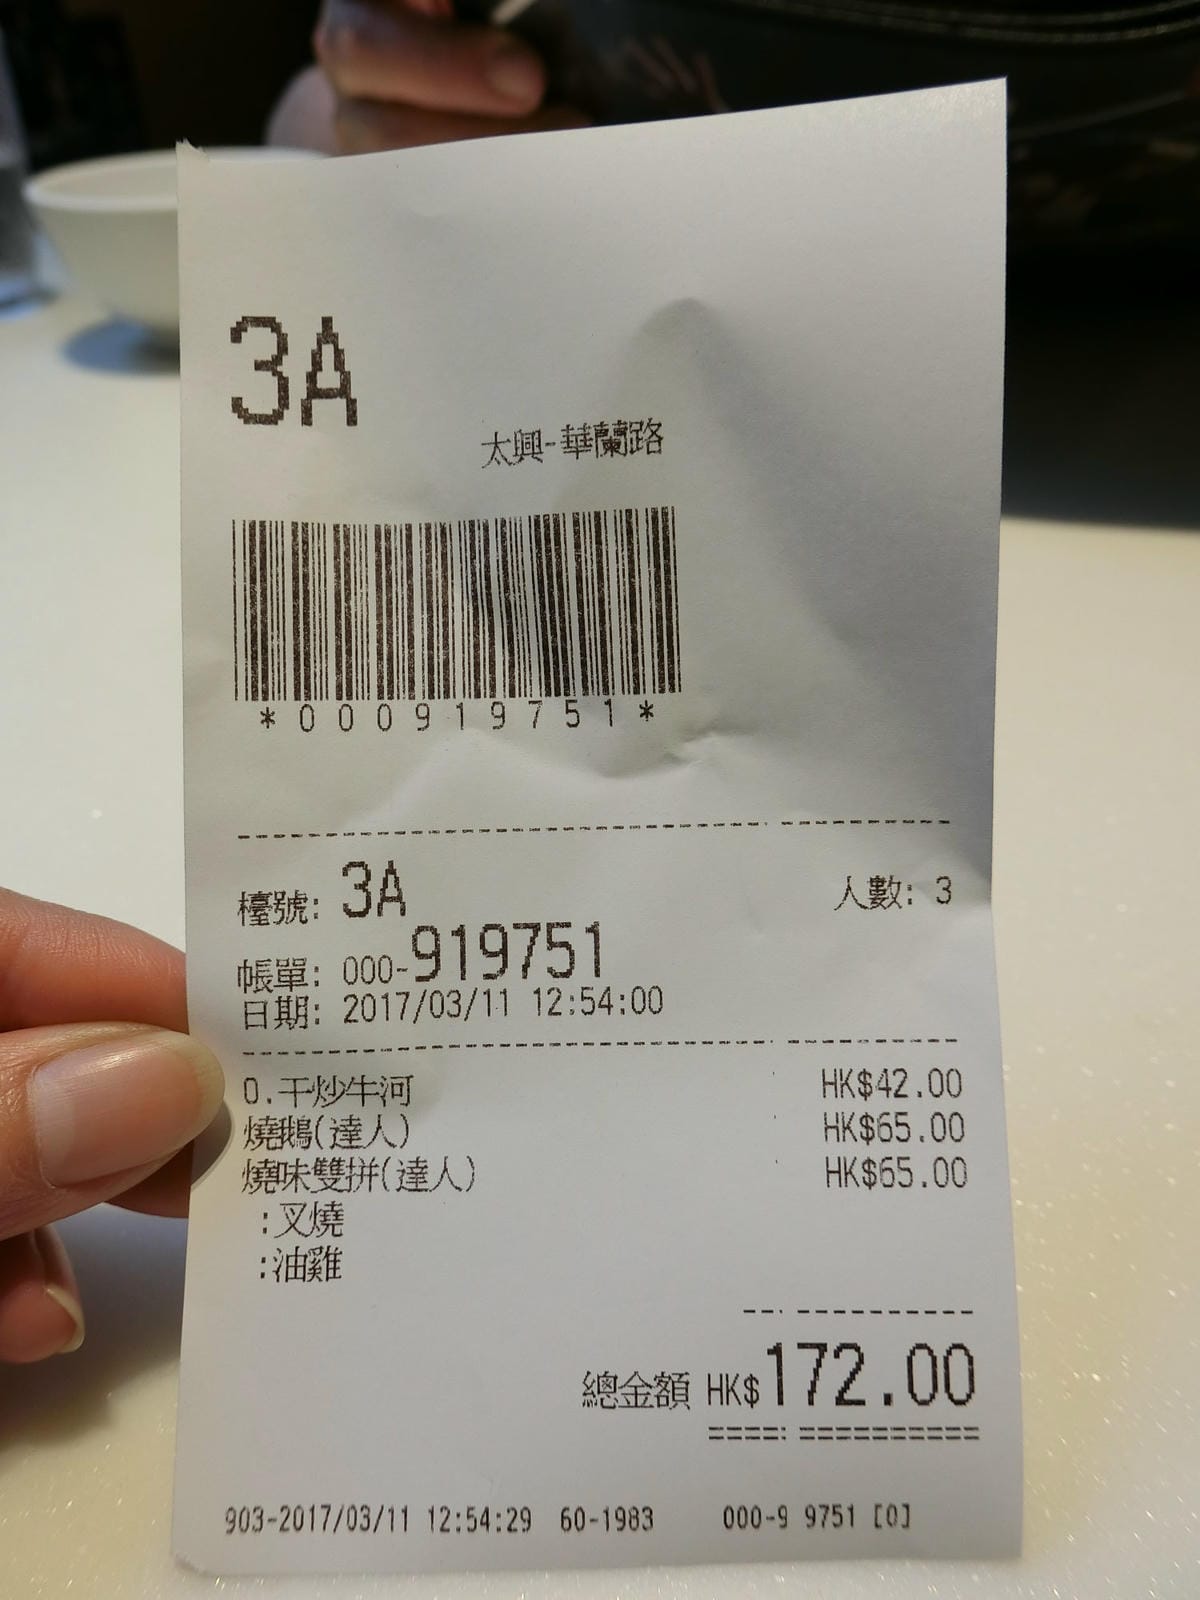 3A
太興-華蘭路
*000919751*
檯號: 3A 人數: 3
帳單: 000-919751
日期: 2017/03/11 12:54:00
O.干炒牛河 HK$42.00
燒鵝(達人) HK$65.00
燒味雙拼(達人) HK$65.00
:叉燒
:油雞
總金額 HK$172.00
903-2017/03/11 12:54:29 60-1983 000-9 9751 [0]